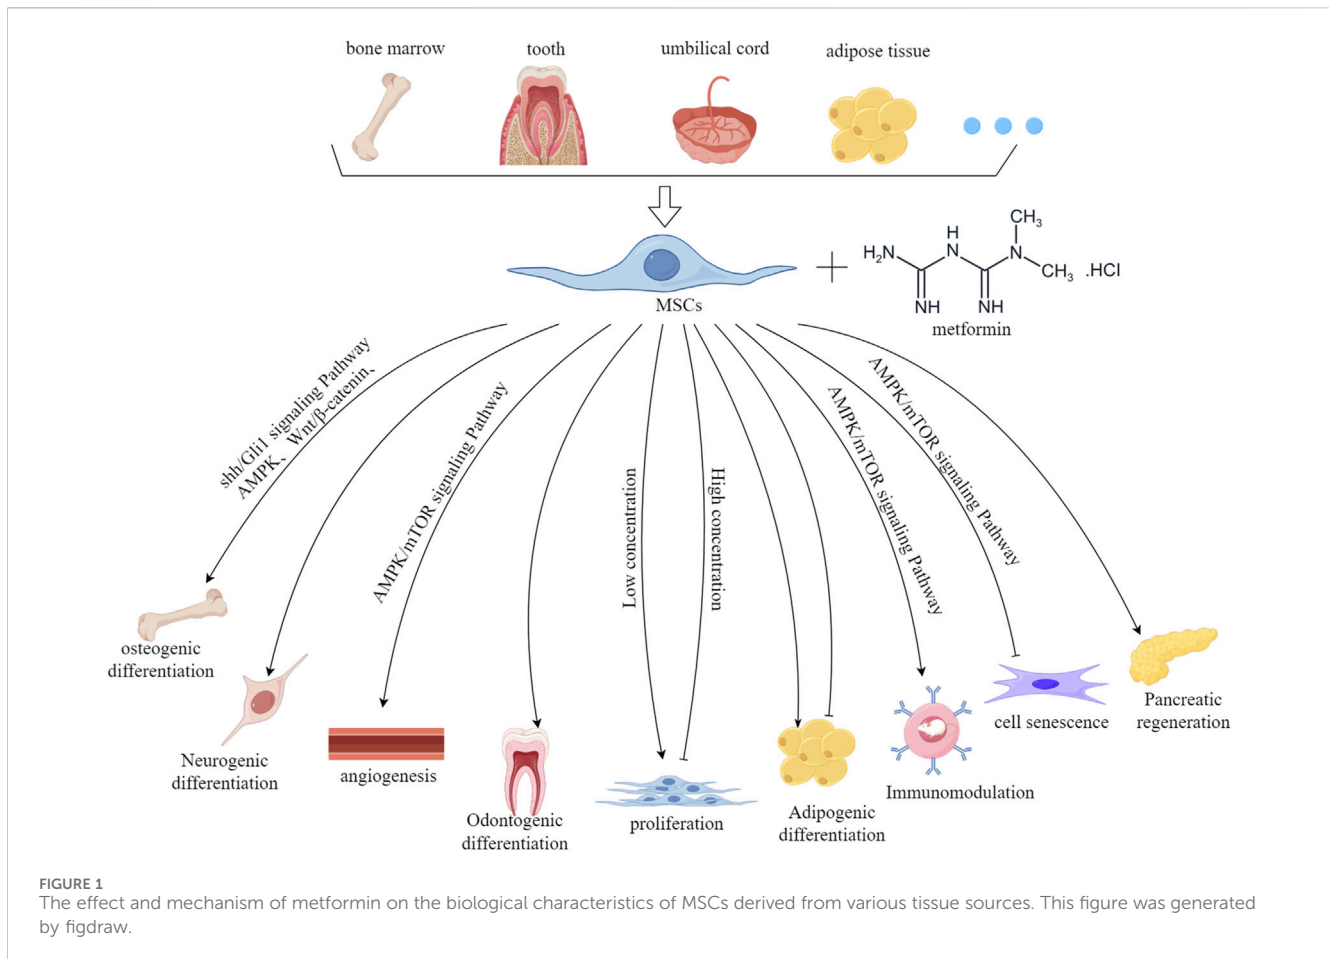 bone marrow
tooth
umbilical cord
adipose tissue
MSCs
H₂N
NH
H
N
NH
N
CH₃
CH₃
.HCl
metformin
shh/Gli1 signaling Pathway
AMPK、Wnt/β-catenin、
AMPK/mTOR signaling Pathway
Low concentration
High concentration
AMPK/mTOR signaling Pathway
AMPK/mTOR signaling Pathway
osteogenic
differentiation
Neurogenic
differentiation
angiogenesis
Odontogenic
differentiation
proliferation
Adipogenic
differentiation
Immunomodulation
cell senescence
Pancreatic
regeneration
FIGURE 1
The effect and mechanism of metformin on the biological characteristics of MSCs derived from various tissue sources. This figure was generated
by figdraw.